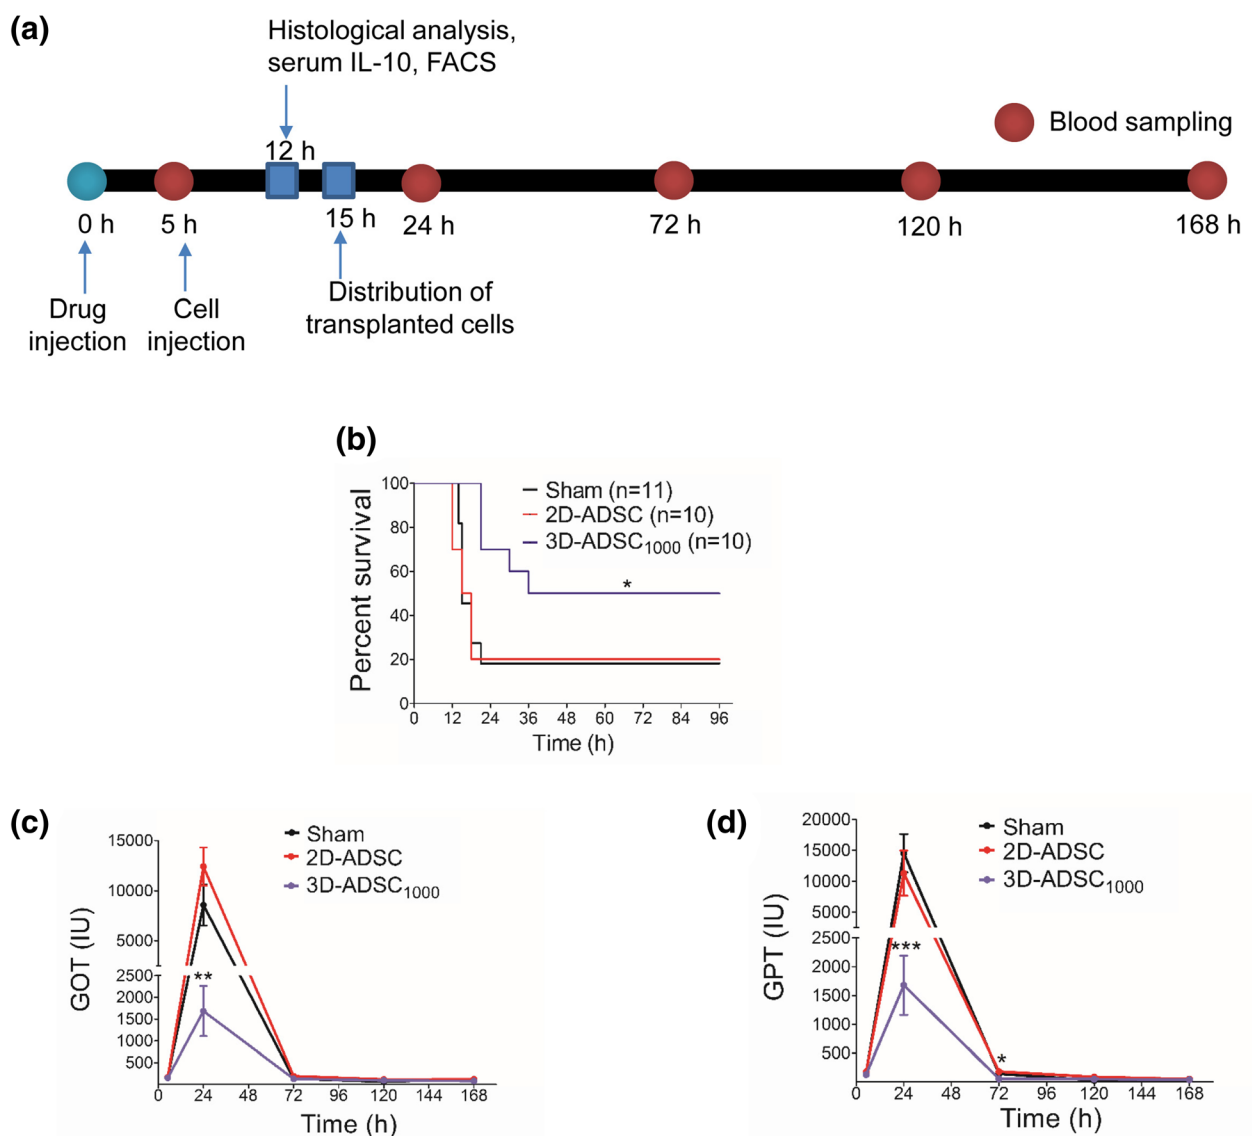 (a)
Histological analysis,
serum IL-10, FACS
Blood sampling
12 h
0 h
5 h
15 h
24 h
72 h
120 h
168 h
Drug
injection
Cell
injection
Distribution of
transplanted cells
(b)
Percent survival
100
80
60
40
20
0
Sham (n=11)
2D-ADSC (n=10)
3D-ADSC1000 (n=10)
*
0 12 24 36 48 60 72 84 96
Time (h)
(c)
GOT (IU)
15000
10000
5000
2500
2000
1500
1000
500
Sham
2D-ADSC
3D-ADSC1000
**
0 24 48 72 96 120 144 168
Time (h)
(d)
GPT (IU)
20000
15000
10000
5000
2500
2000
1500
1000
500
Sham
2D-ADSC
3D-ADSC1000
***
*
0 24 48 72 96 120 144 168
Time (h)